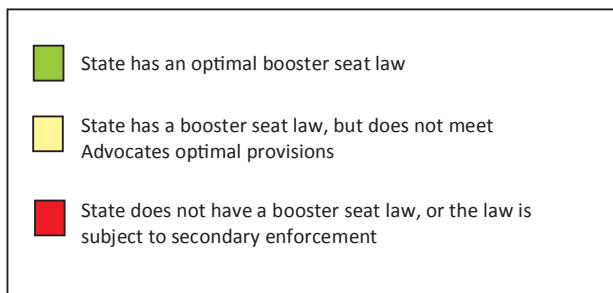 State has an optimal booster seat law
State has a booster seat law, but does not meet
Advocates optimal provisions
State does not have a booster seat law, or the law is
subject to secondary enforcement